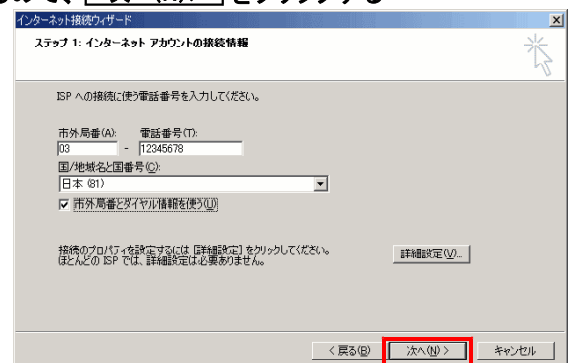 インターネット接続ウィザード
ステップ 1: インターネット アカウントの接続情報
ISP への接続に使う電話番号を入力してください。
市外局番(A): 電話番号(T):
03 - 12345678
国/地域名と国番号(C):
日本 (81)
市外局番とダイヤル情報を使う(U)
接続のプロパティを設定するには [詳細設定] をクリックしてください。
ほとんどの ISP では、詳細設定は必要ありません。
詳細設定(V)...
< 戻る(B) 次へ(N) > キャンセル